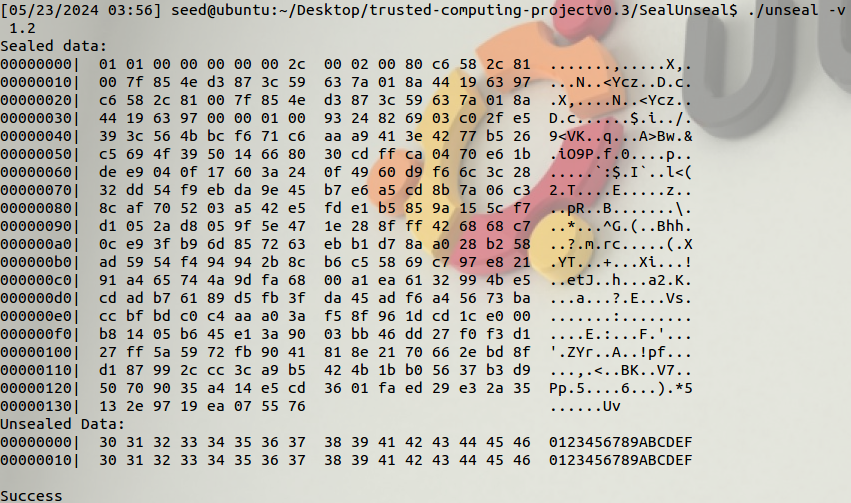 [05/23/2024 03:56] seed@ubuntu:~/Desktop/trusted-computing-projectv0.3/SealUnseal$ ./unseal -v
 1.2
Sealed data:
00000000|  01 01 00 00 00 00 00 2c  00 02 00 80 c6 58 2c 81  .......,.....X,.
00000010|  00 7f 85 4e d3 87 3c 59  63 7a 01 8a 44 19 63 97  ...N..<Ycz..D.c.
00000020|  c6 58 2c 81 00 7f 85 4e  d3 87 3c 59 63 7a 01 8a  .X,....N..<Ycz..
00000030|  44 19 63 97 00 00 01 00  93 24 82 69 03 c0 2f e5  D.c......$.i../.
00000040|  39 3c 56 4b bc f6 71 c6  aa a9 41 3e 42 77 b5 26  9<VK..q...A>Bw.&
00000050|  c5 69 4f 39 50 14 66 80  30 cd ff ca 04 70 e6 1b  .iO9P.f.0....p..
00000060|  de e9 04 0f 17 60 3a 24  0f 49 60 d9 f6 6c 3c 28  .....`:$.I`..l<(
00000070|  32 dd 54 f9 eb da 9e 45  b7 e6 a5 cd 8b 7a 06 c3  2.T....E.....z..
00000080|  8c af 70 52 03 a5 42 e5  fd e1 b5 85 9a 15 5c f7  ..pR..B.......\.
00000090|  d1 05 2a d8 05 9f 5e 47  1e 28 8f ff 42 68 68 c7  ..*...^G.(..Bhh.
000000a0|  0c e9 3f b9 6d 85 72 63  eb b1 d7 8a a0 28 b2 58  ..?.m.rc.....(.X
000000b0|  ad 59 54 f4 94 94 2b 8c  b6 c5 58 69 c7 97 e8 21  .YT...+...Xi...!
000000c0|  91 a4 65 74 4a 9d fa 68  00 a1 ea 61 32 99 4b e5  ..etJ..h...a2.K.
000000d0|  cd ad b7 61 89 d5 fb 3f  da 45 ad f6 a4 56 73 ba  ...a...?.E...Vs.
000000e0|  cc bf bd c0 c4 aa a0 3a  f5 8f 96 1d cd 1c e0 00  .......:........
000000f0|  b8 14 05 b6 45 e1 3a 90  03 bb 46 dd 27 f0 f3 d1  ....E.:...F.'...
00000100|  27 ff 5a 59 72 fb 90 41  81 8e 21 70 66 2e bd 8f  '.ZYr..A..!pf...
00000110|  d1 87 99 2c cc 3c a9 b5  42 4b 1b b0 56 37 b3 d9  ...,.<..BK..V7..
00000120|  50 70 90 35 a4 14 e5 cd  36 01 fa ed 29 e3 2a 35  Pp.5....6...).*5
00000130|  13 2e 97 19 ea 07 55 76                           ......Uv
Unsealed Data:
00000000|  30 31 32 33 34 35 36 37  38 39 41 42 43 44 45 46  0123456789ABCDEF
00000010|  30 31 32 33 34 35 36 37  38 39 41 42 43 44 45 46  0123456789ABCDEF

Success